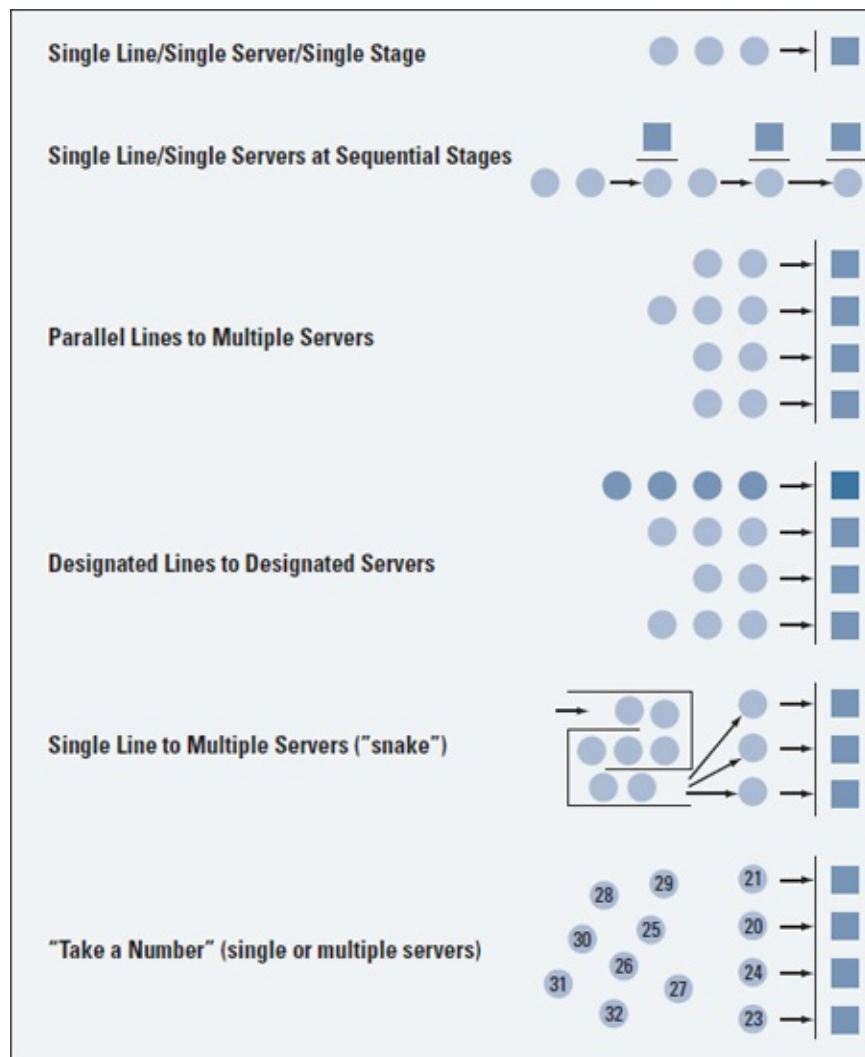 Single Line/Single Server/Single Stage
Single Line/Single Servers at Sequential Stages
Parallel Lines to Multiple Servers
Designated Lines to Designated Servers
Single Line to Multiple Servers ("snake")
"Take a Number" (single or multiple servers)
28
29
21
30
25
20
26
31
27
24
32
23